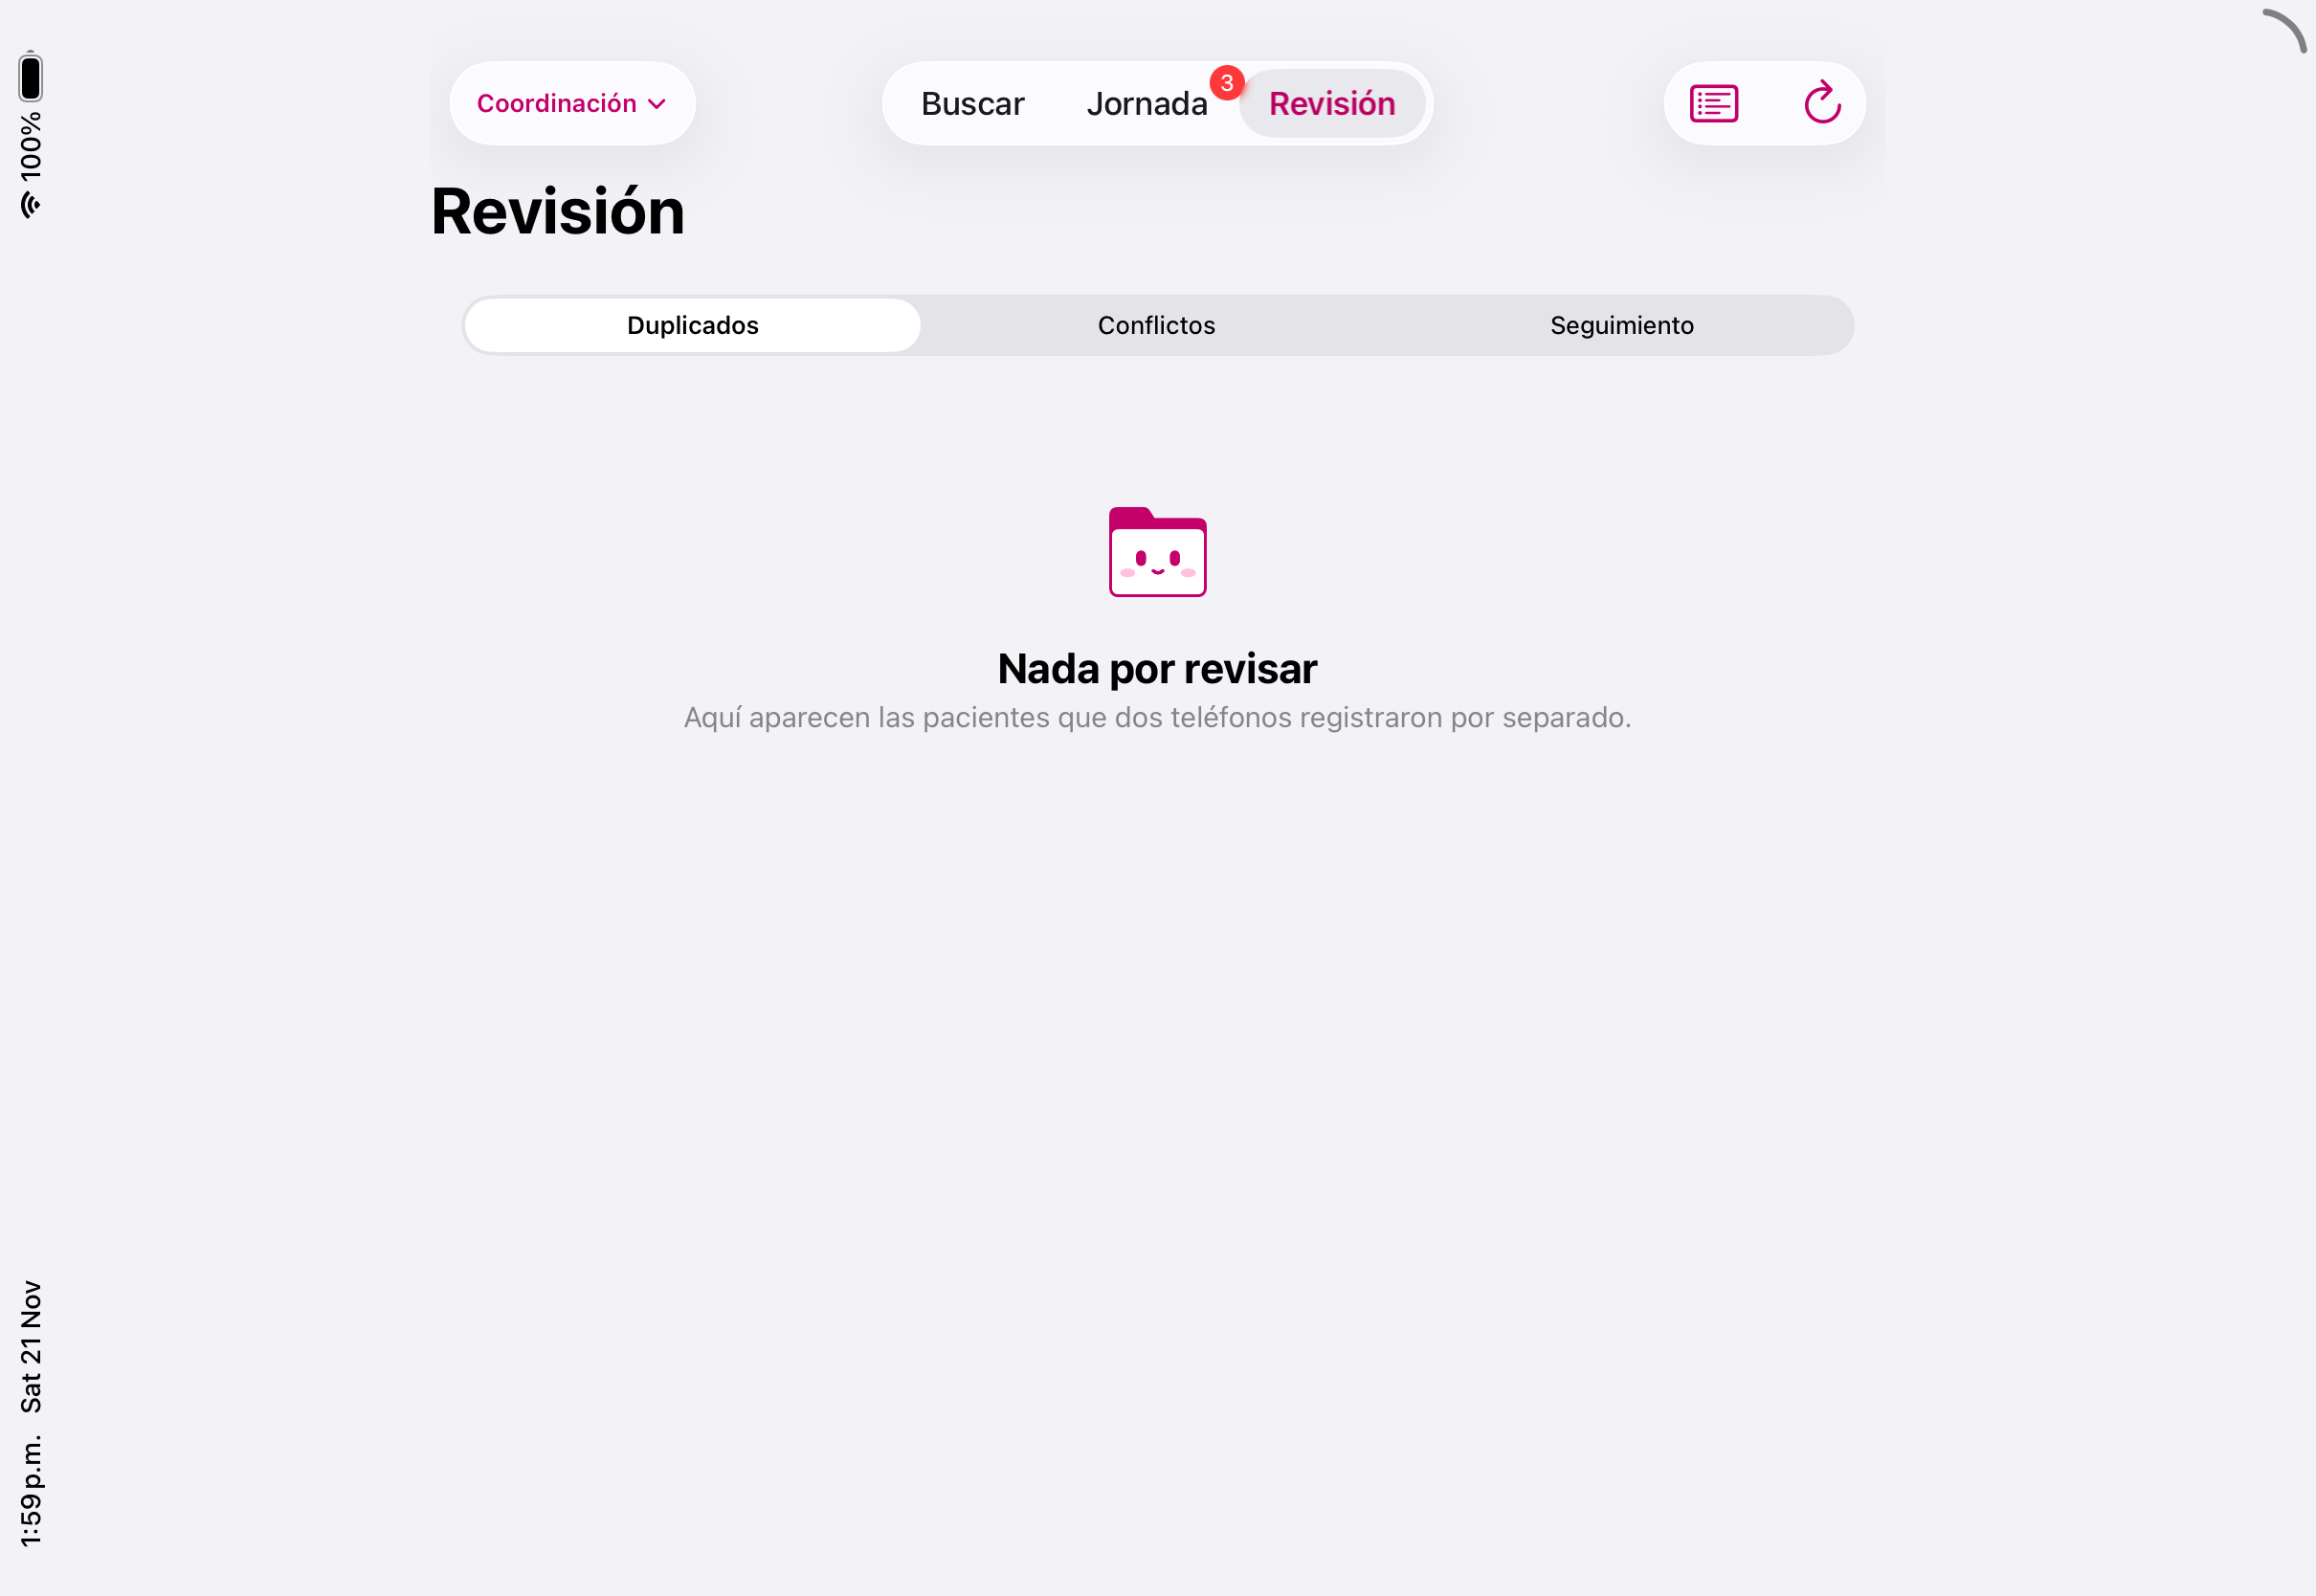 100%
1:59 p.m. Sat 21 Nov
Coordinación
Buscar
Jornada
3
Revisión
Revisión
Duplicados
Conflictos
Seguimiento
Nada por revisar
Aquí aparecen las pacientes que dos teléfonos registraron por separado.